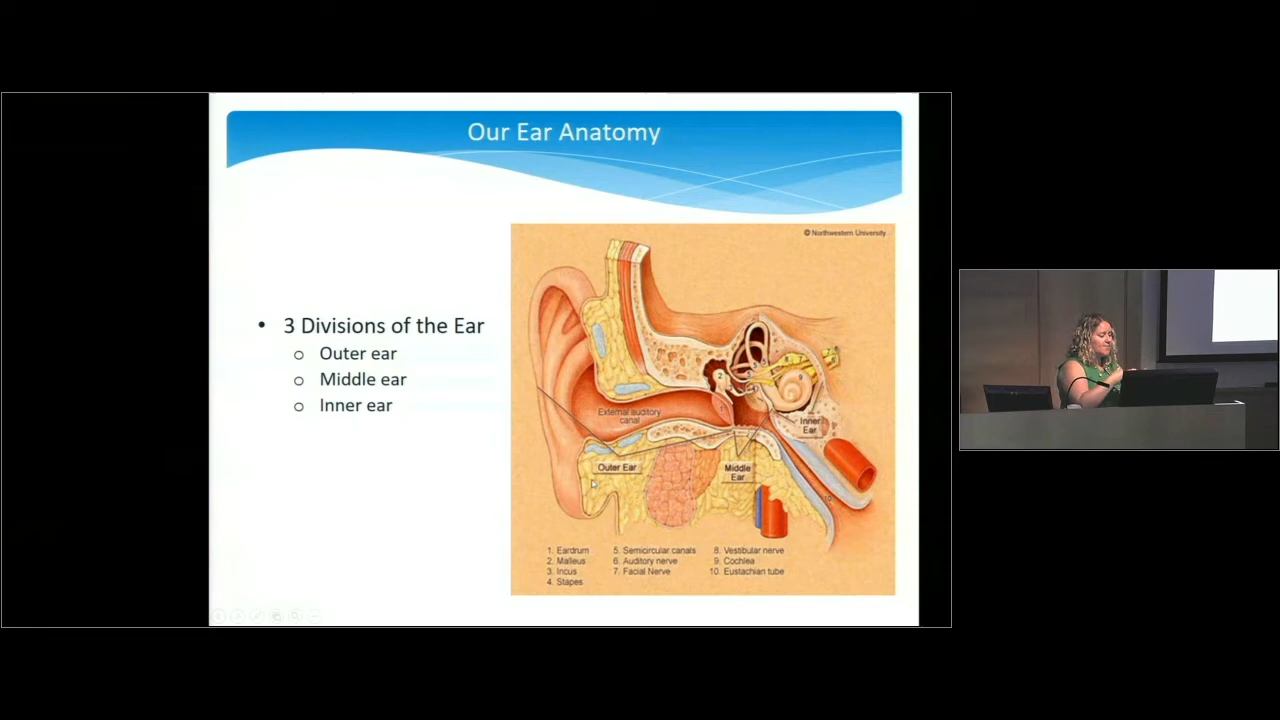 Our Ear Anatomy
© Northwestern University
• 3 Divisions of the Ear
o Outer ear
o Middle ear
o Inner ear
External auditory
canal
Inner
Ear
Outer Ear
Middle
Ear
1. Eardrum
2. Malleus
3. Incus
4. Stapes
5. Semicircular canals
6. Auditory nerve
7. Facial Nerve
8. Vestibular nerve
9. Cochlea
10. Eustachian tube